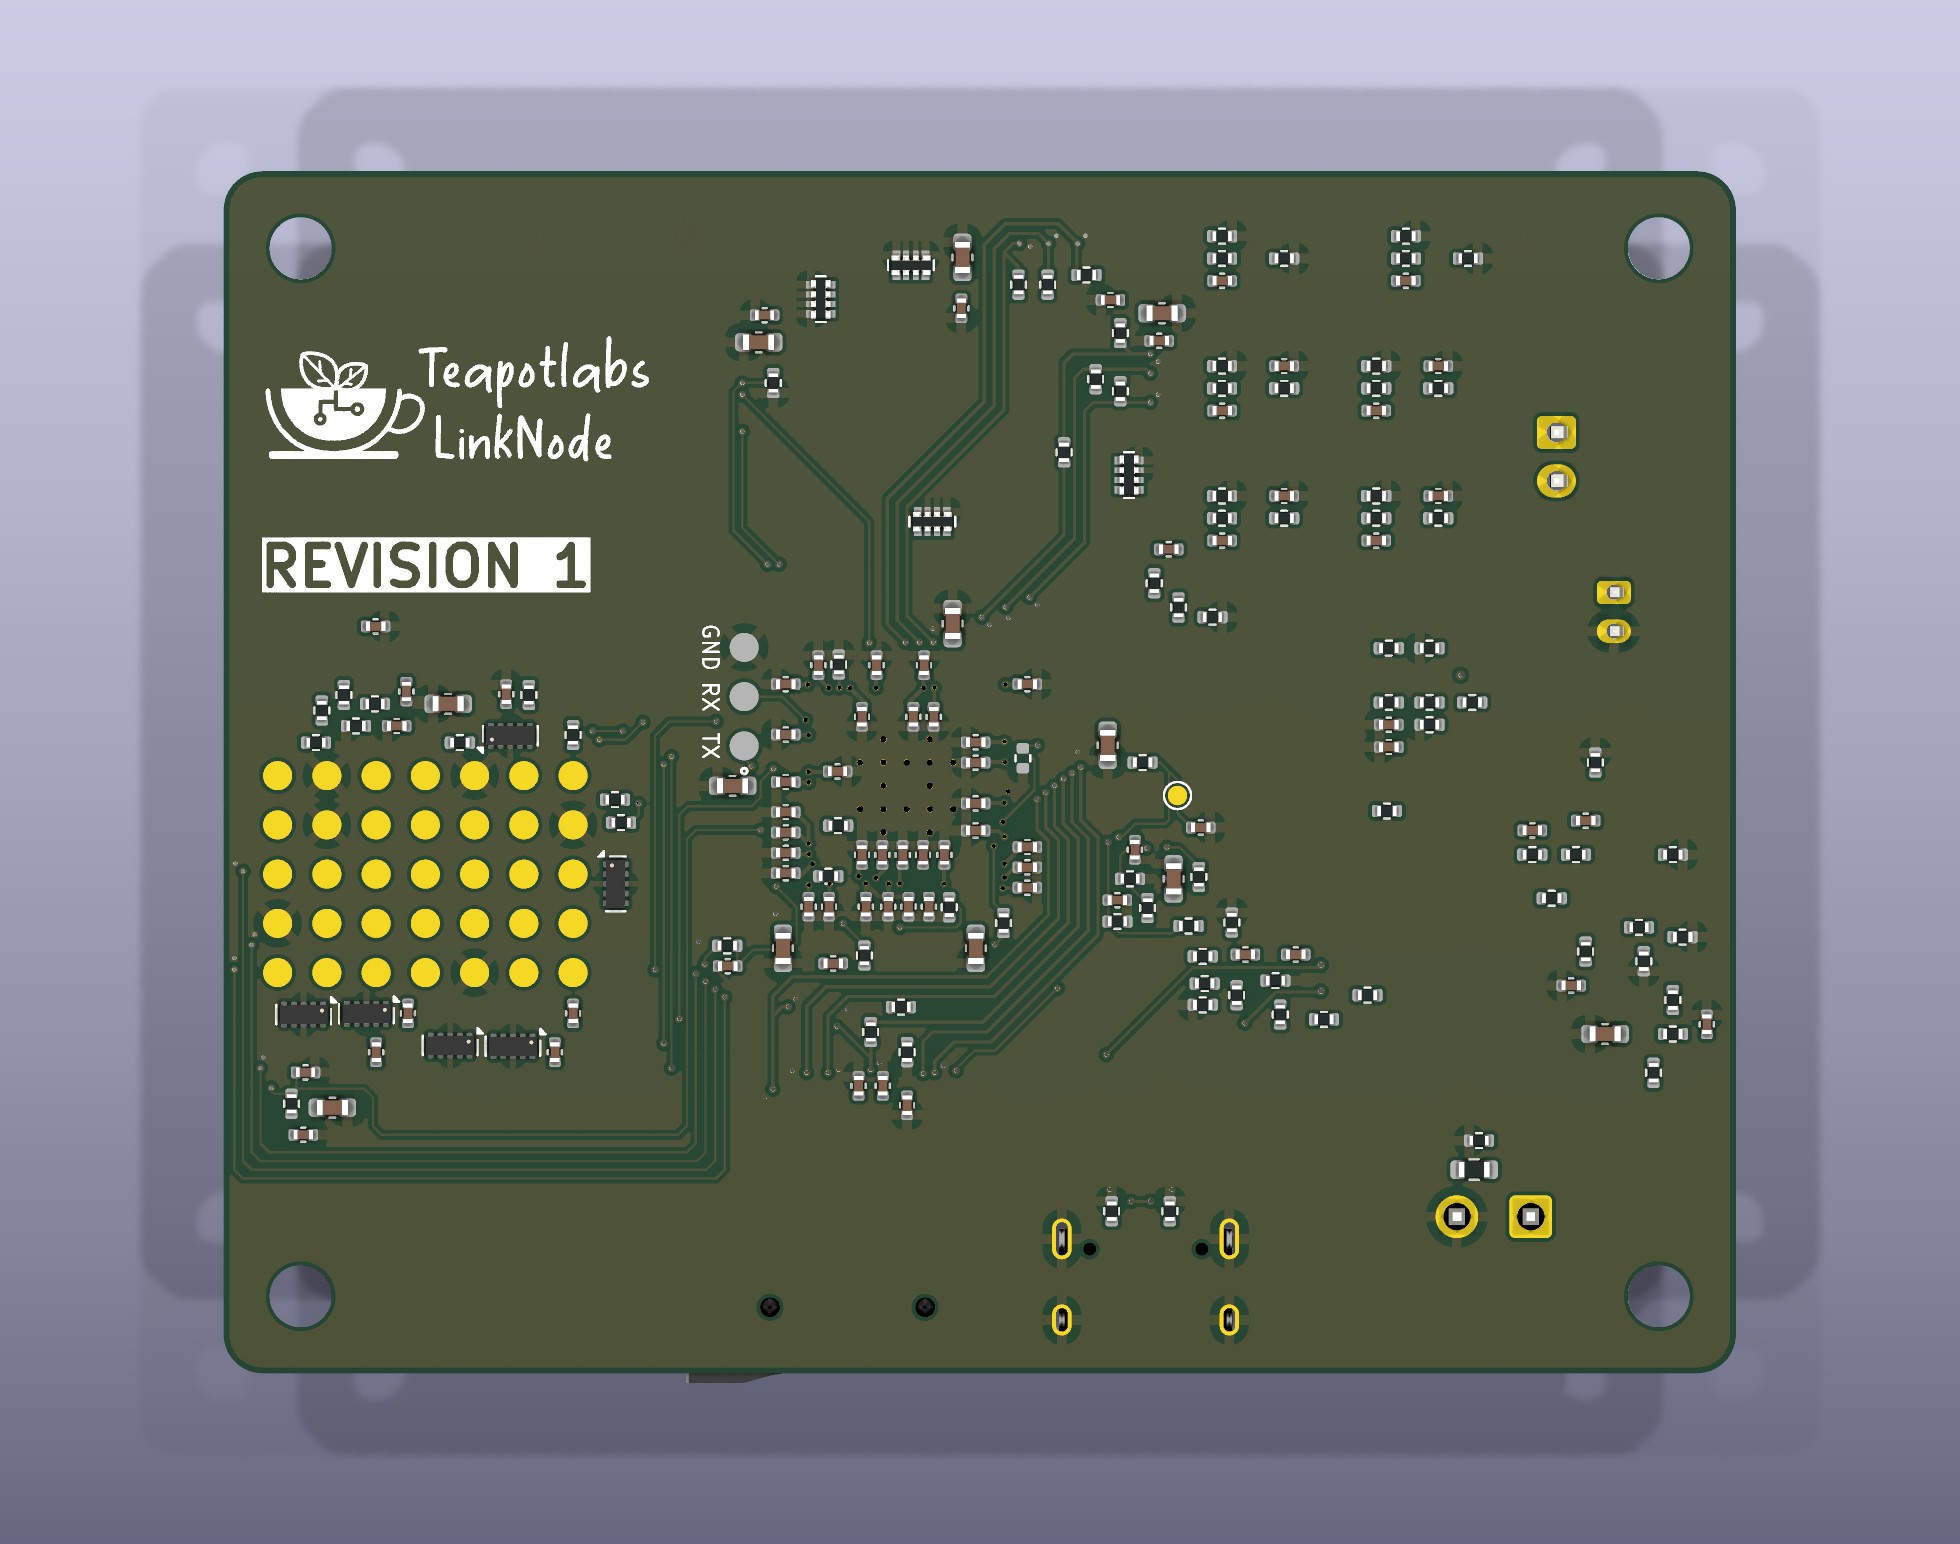 Teapotlabs
LinkNode
REVISION 1
GND
RX
TX